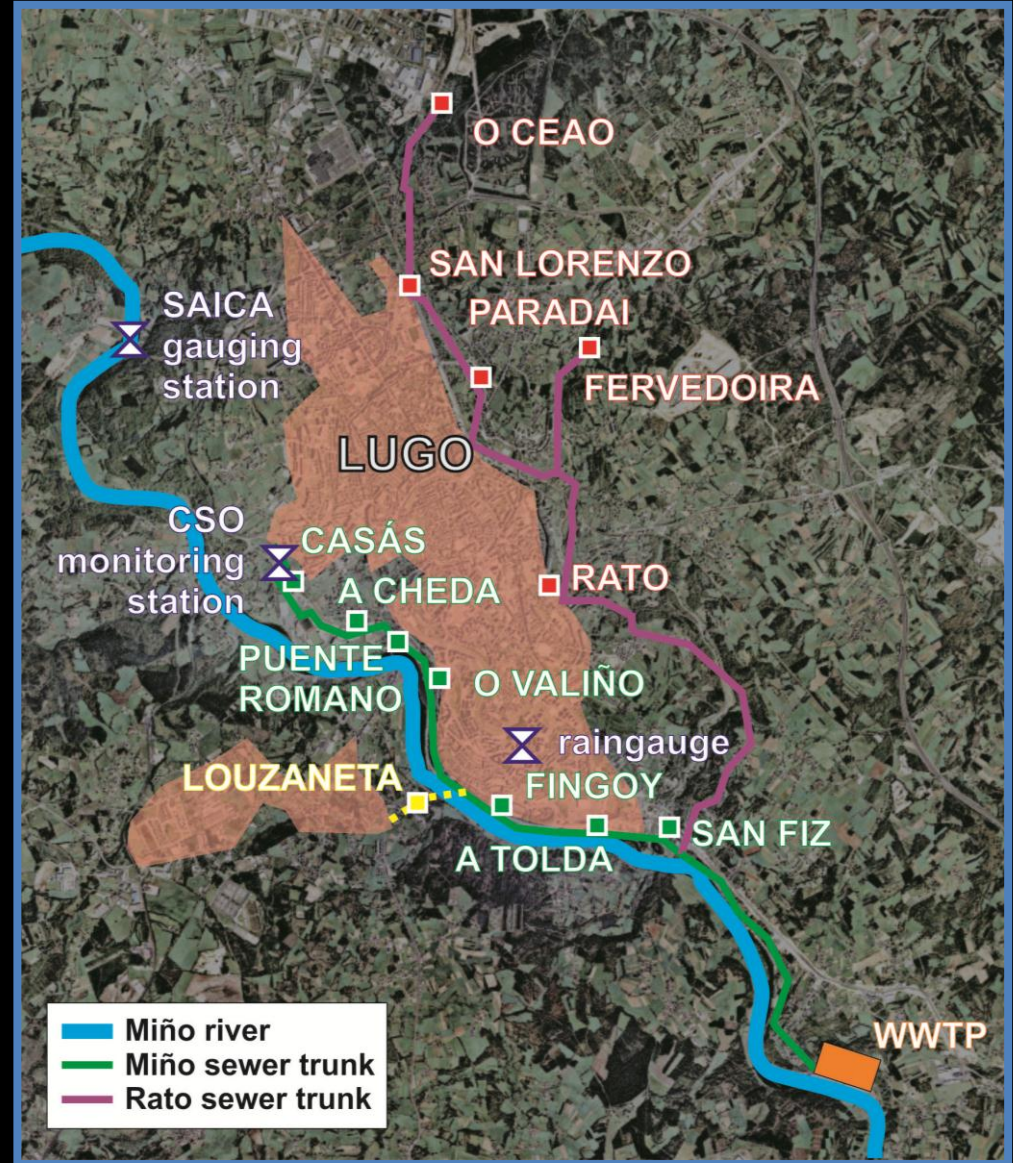 O CEAO
SAN LORENZO
PARADAI
FERVEDOIRA
SAICA
gauging
station
LUGO
CSO
monitoring
station
CASÁS
A CHEDA
RATO
PUENTE
ROMANO
O VALIÑO
raingauge
LOUZANETA
FINGOY
A TOLDA
SAN FIZ
WWTP
Miño river
Miño sewer trunk
Rato sewer trunk